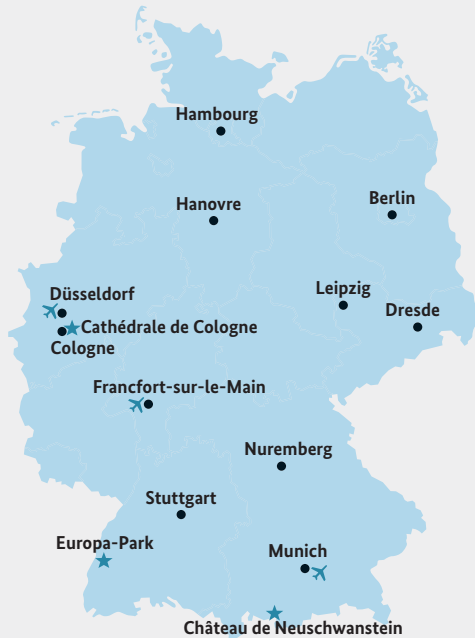 Hambourg
Hanovre
Berlin
Düsseldorf
Leipzig
Dresde
Cathédrale de Cologne
Cologne
Francfort-sur-le-Main
Nuremberg
Stuttgart
Europa-Park
Munich
Château de Neuschwanstein